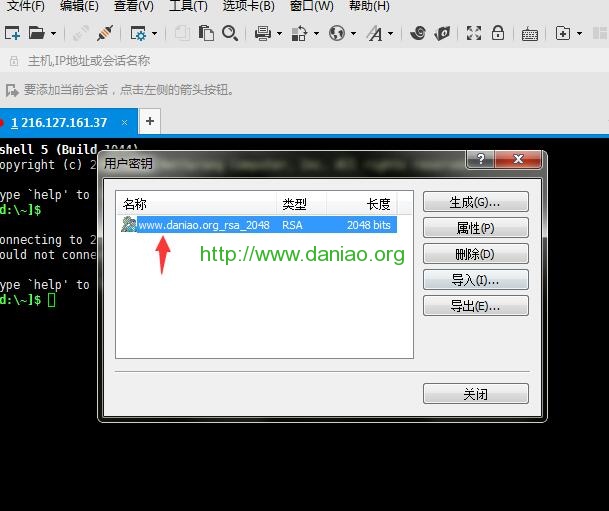 文件(F) 编辑(E) 查看(V) 工具(T) 选项卡(B) 窗口(W) 帮助(H)
主机,IP地址或会话名称
要添加当前会话，点击左侧的箭头按钮。
1 216.127.161.37 × +
shell 5 (Build
opyright (c) 2
ype `help' to
d:\~]$
onnecting to 2
ould not conne
ype `help' to
d:\~]$
用户密钥
名称 类型 长度
www.daniao.org_rsa_2048 RSA 2048 bits
http://www.daniao.org
生成(G)...
属性(P)
删除(D)
导入(I)...
导出(E)...
关闭